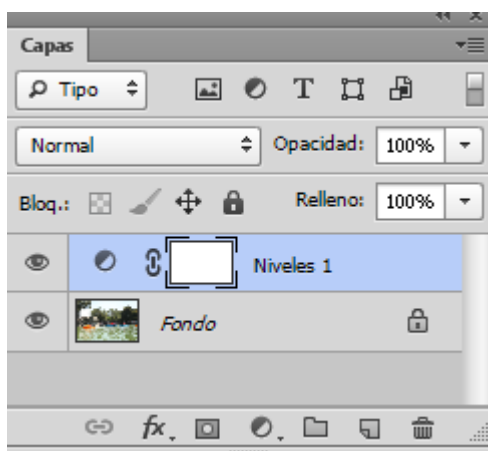 Capas
Tipo
Normal Opacidad: 100%
Bloq.: Relleno: 100%
Niveles 1
Fondo
fx